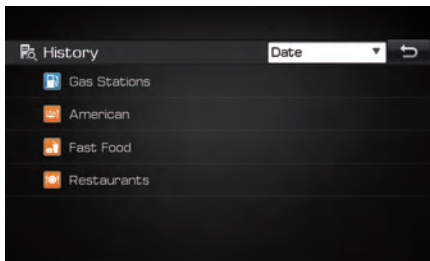 History
Date
Gas Stations
American
Fast Food
Restaurants